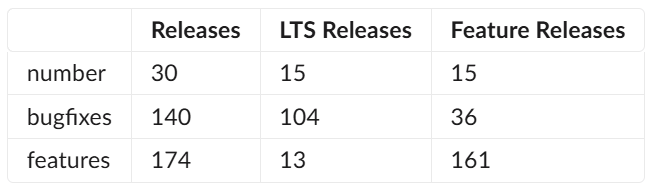 Releases LTS Releases Feature Releases
number 30 15 15
bugfixes 140 104 36
features 174 13 161